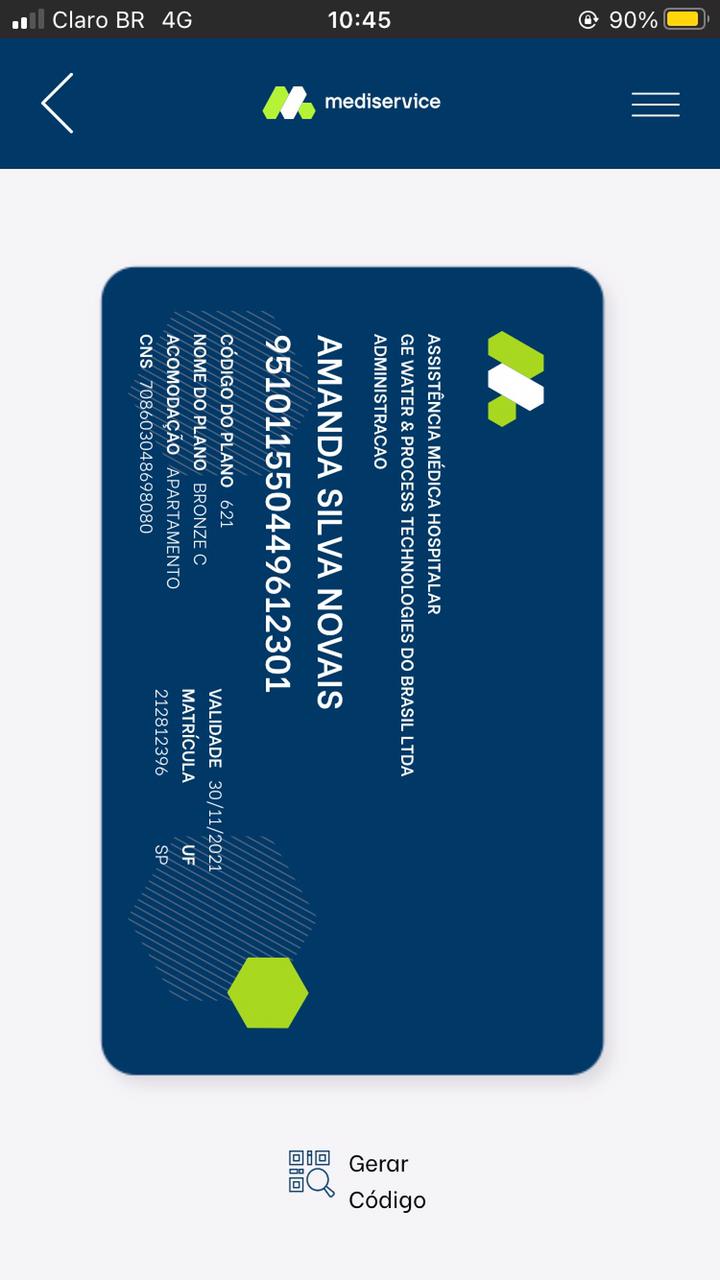 Claro BR 4G 10:45 90%
mediservice
ASSISTÊNCIA MÉDICA HOSPITALAR
GE WATER & PROCESS TECHNOLOGIES DO BRASIL LTDA
ADMINISTRACAO
AMANDA SILVA NOVAIS
951011550449612301
CÓDIGO DO PLANO 621
NOME DO PLANO BRONZE C
ACOMODAÇÃO APARTAMENTO
CNS 708603048698080
VALIDADE 30/11/2021
MATRÍCULA UF
212812396 SP
Gerar
Código